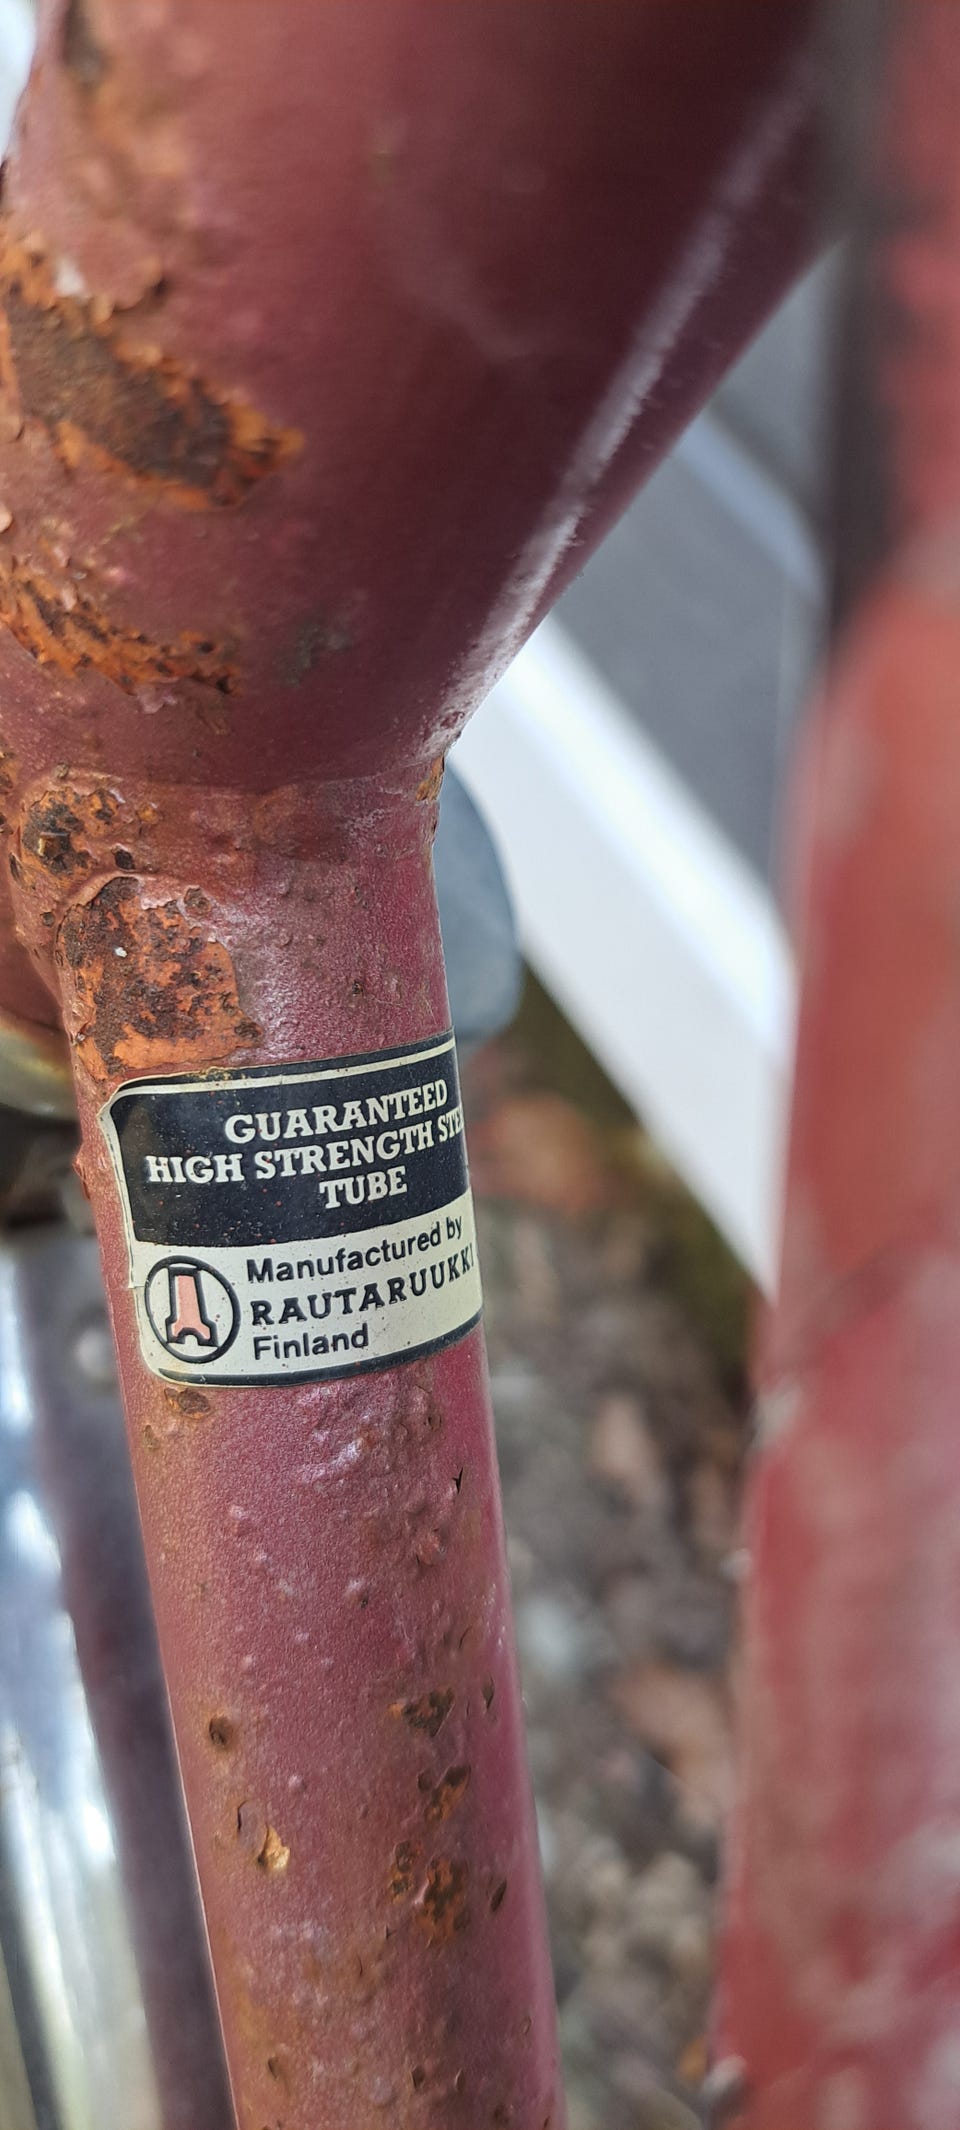 GUARANTEED
HIGH STRENGTH STE
TUBE
Manufactured by
RAUTARUUKKI
Finland